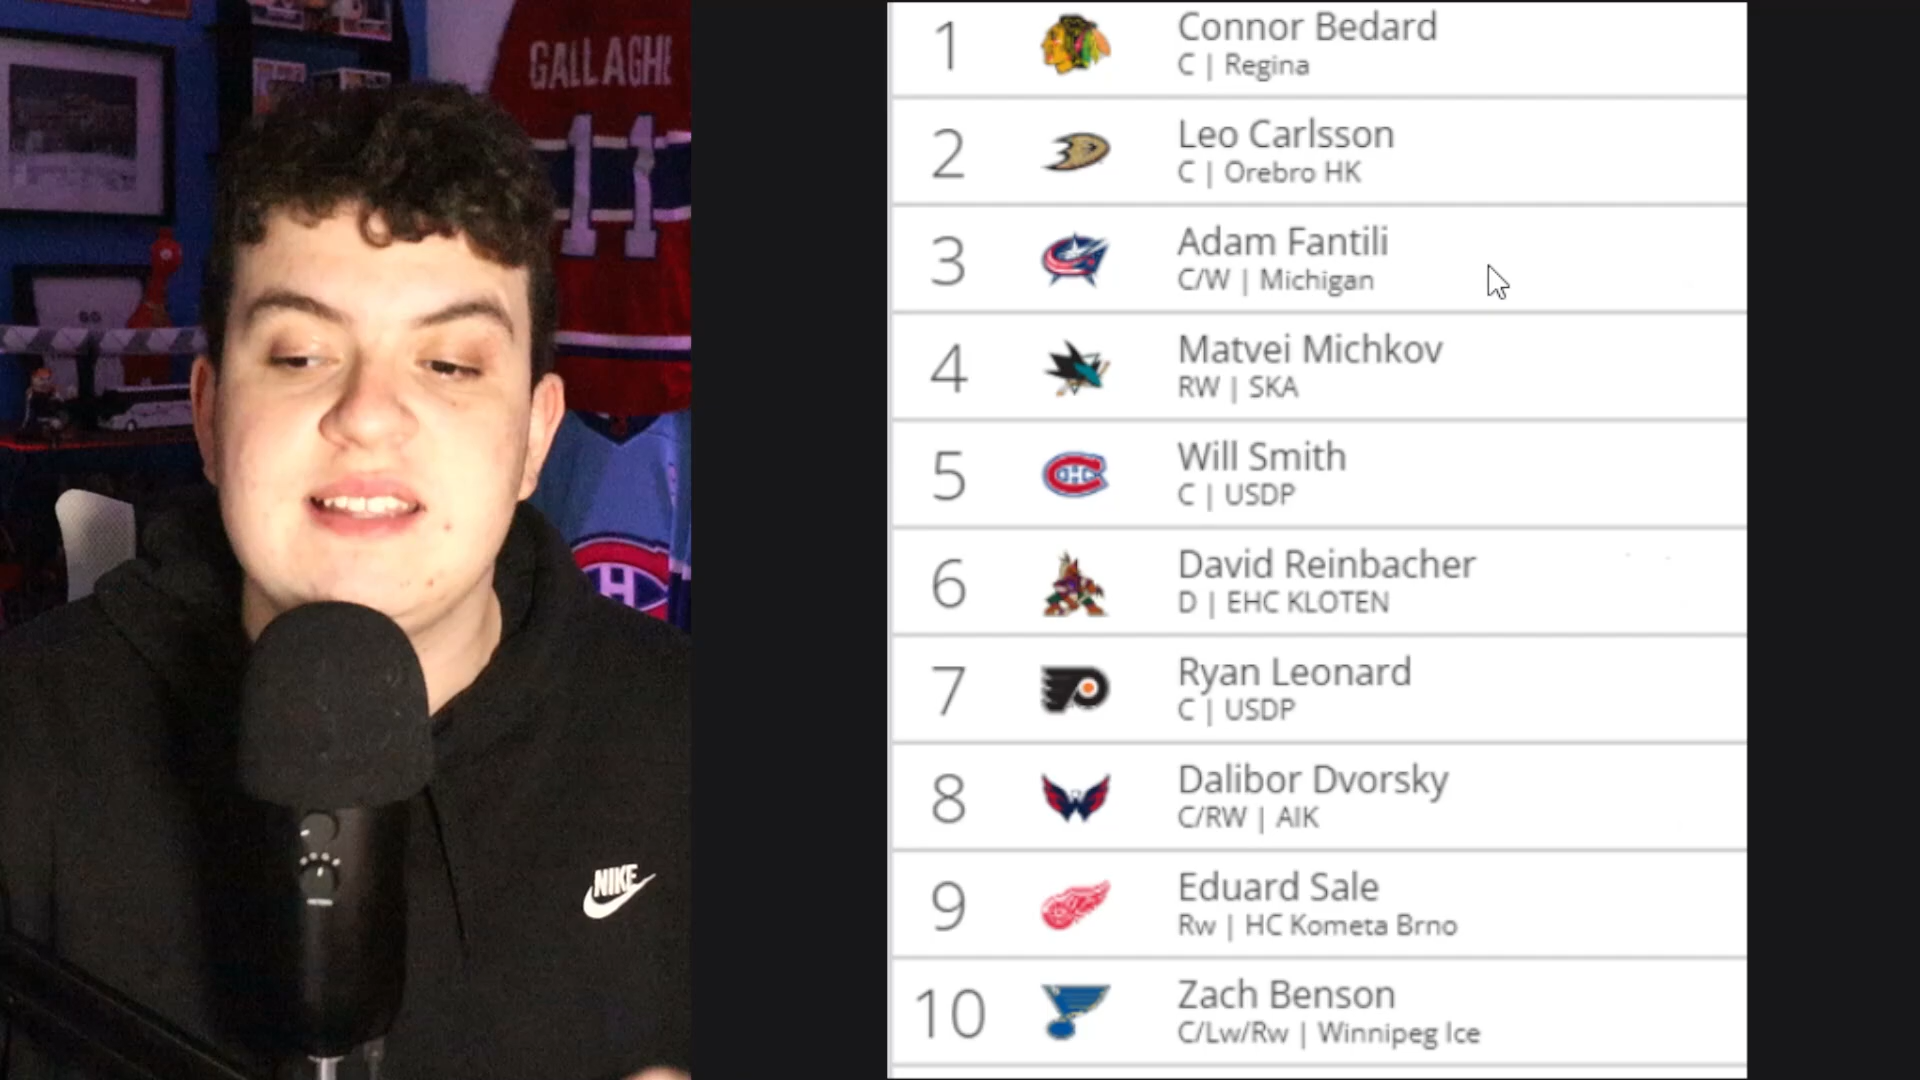 GALLAGHE
11
NIKE
1
Connor Bedard
C | Regina
2
Leo Carlsson
C | Orebro HK
3
Adam Fantili
C/W | Michigan
4
Matvei Michkov
RW | SKA
5
Will Smith
C | USDP
6
David Reinbacher
D | EHC KLOTEN
7
Ryan Leonard
C | USDP
8
Dalibor Dvorsky
C/RW | AIK
9
Eduard Sale
Rw | HC Kometa Brno
10
Zach Benson
C/Lw/Rw | Winnipeg Ice